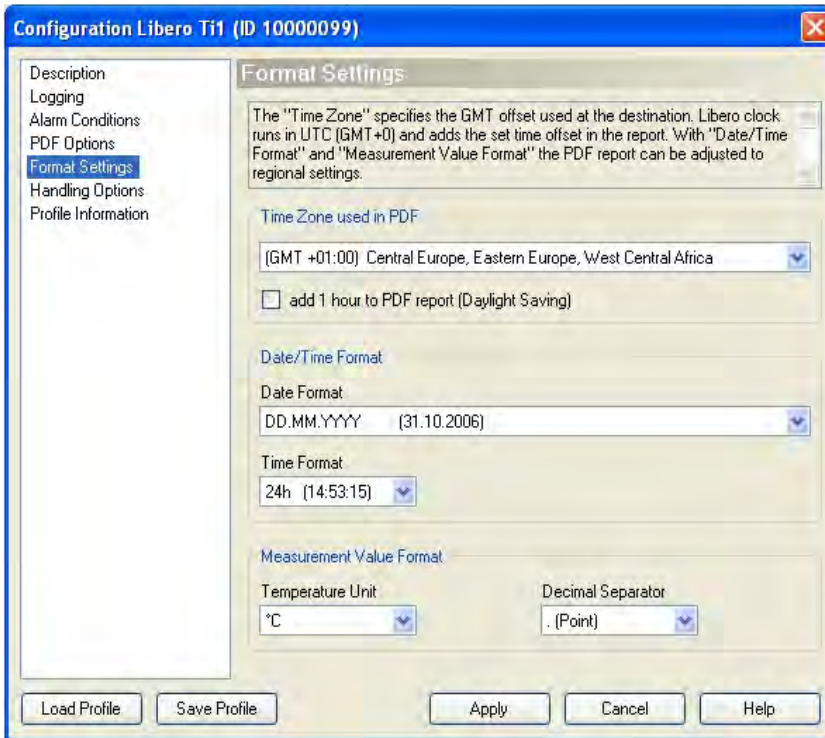 Configuration Libero Ti1 (ID 10000099)
Description
Logging
Alarm Conditions
PDF Options
Format Settings
Handling Options
Profile Information
Format Settings
The "Time Zone" specifies the GMT offset used at the destination. Libero clock
runs in UTC (GMT+0) and adds the set time offset in the report. With "Date/Time
Format" and "Measurement Value Format" the PDF report can be adjusted to
regional settings.
Time Zone used in PDF
(GMT +01:00) Central Europe, Eastern Europe, West Central Africa
add 1 hour to PDF report (Daylight Saving)
Date/Time Format
Date Format
DD.MM.YYYY (31.10.2006)
Time Format
24h (14:53:15)
Measurement Value Format
Temperature Unit Decimal Separator
°C . (Point)
Load Profile Save Profile Apply Cancel Help